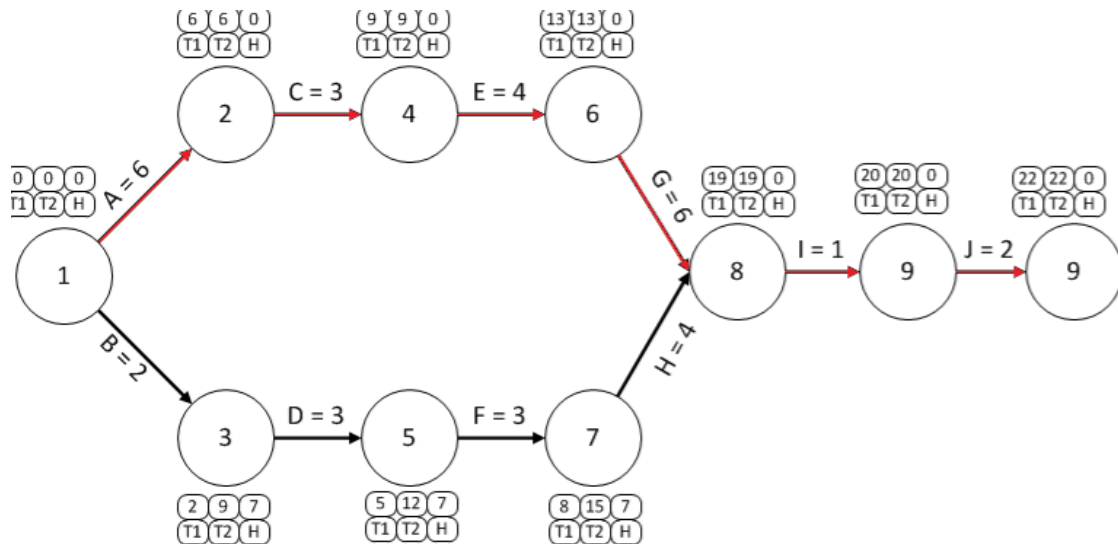 6 6 0
T1 T2 H
9 9 0
T1 T2 H
13 13 0
T1 T2 H
C = 3
E = 4
2
4
6
A = 6
G = 6
0 0 0
T1 T2 H
19 19 0
T1 T2 H
20 20 0
T1 T2 H
22 22 0
T1 T2 H
I = 1
J = 2
1
8
9
9
B = 2
H = 4
D = 3
F = 3
3
5
7
2 9 7
T1 T2 H
5 12 7
T1 T2 H
8 15 7
T1 T2 H